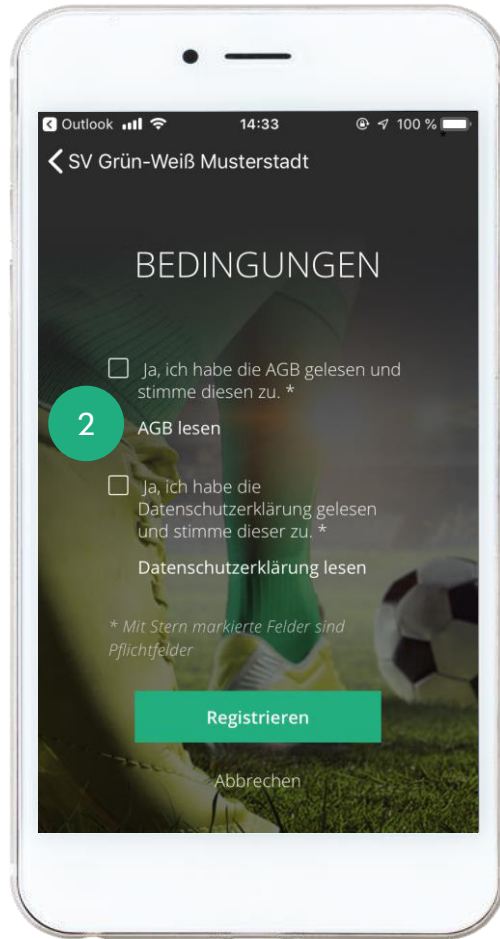 Outlook 14:33 100 %
SV Grün-Weiß Musterstadt
BEDINGUNGEN
Ja, ich habe die AGB gelesen und
stimme diesen zu. *
2
AGB lesen
Ja, ich habe die
Datenschutzerklärung gelesen
und stimme dieser zu. *
Datenschutzerklärung lesen
* Mit Stern markierte Felder sind
Pflichtfelder
Registrieren
Abbrechen